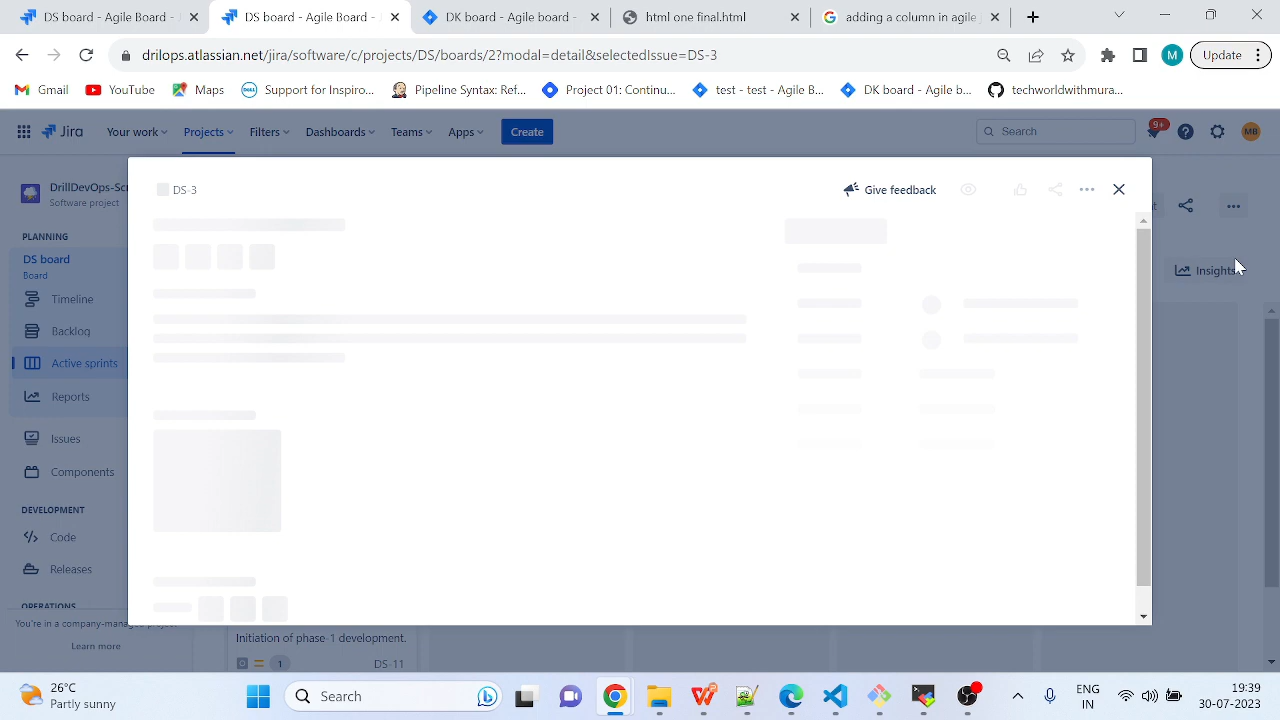 DS board - Agile Board -
DS board - Agile Board -
DK board - Agile board -
html one final.html
adding a column in agile
drilops.atlassian.net/jira/software/c/projects/DS/boards/2?modal=detail&selectedIssue=DS-3
M
Update
Gmail
YouTube
Maps
Support for Inspiro...
Pipeline Syntax: Ref...
Project 01: Continu...
test - test - Agile B...
DK board - Agile b...
techworldwithmura...
Jira
Your work
Projects
Filters
Dashboards
Teams
Apps
Create
Search
9+
MB
DrillDevOps-Scr
Software project
DS-3
Give feedback
PLANNING
DS board
Board
Insights
Timeline
Backlog
Active sprints
Reports
Issues
Components
DEVELOPMENT
Code
Releases
OPERATIONS
You're in a company-managed project
Learn more
Initiation of phase-1 development.
1
DS-11
26°C
Partly sunny
Search
ENG
IN
19:39
30-07-2023